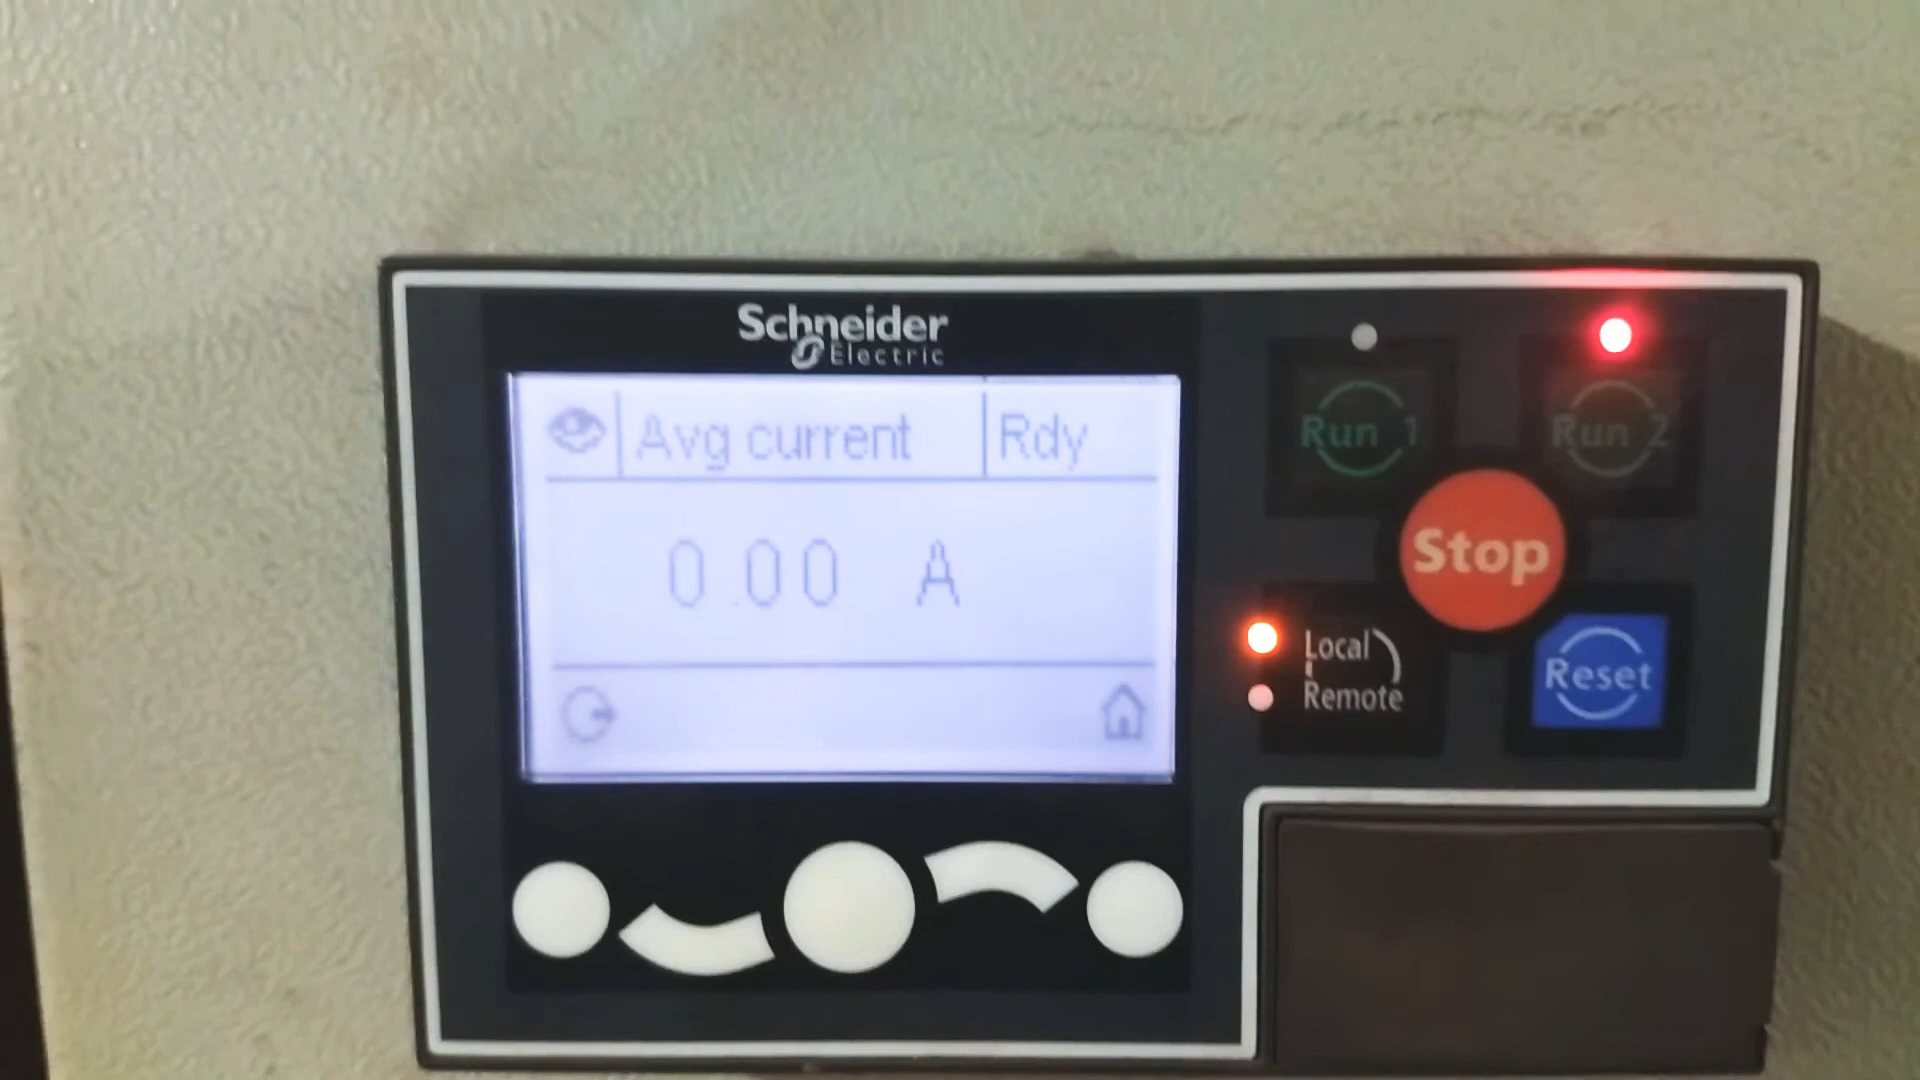 Schneider
Electric
Avg current
Rdy
0.00 A
Run 1
Run 2
Stop
Local
Remote
Reset